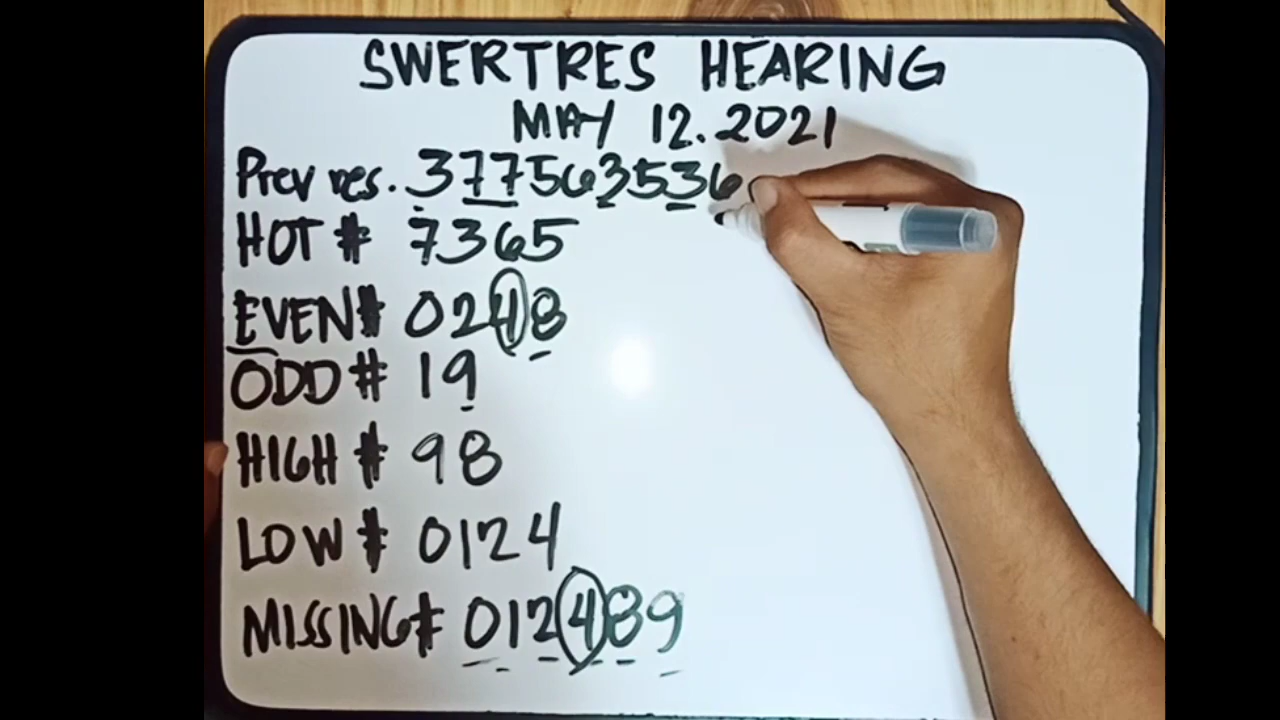 SWERTRES HEARING
MAY 12.2021
Prev res. 377563536
HOT # 7365
EVEN# 0248
ODD # 19
HIGH # 98
LOW # 0124
MISSING# 012489